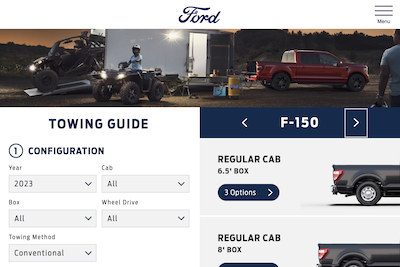 Ford
Menu
TOWING GUIDE
1 CONFIGURATION
Year
Cab
2023
All
Box
Wheel Drive
All
All
Towing Method
Conventional
F-150
REGULAR CAB
6.5' BOX
3 Options
REGULAR CAB
8' BOX